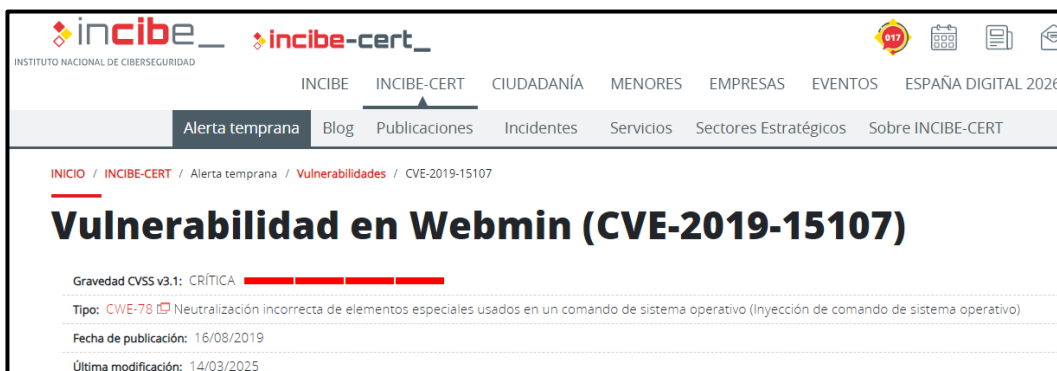 incibe_ incibe-cert_
INSTITUTO NACIONAL DE CIBERSEGURIDAD
017
INCIBE INCIBE-CERT CIUDADANÍA MENORES EMPRESAS EVENTOS ESPAÑA DIGITAL 2026
Alerta temprana Blog Publicaciones Incidentes Servicios Sectores Estratégicos Sobre INCIBE-CERT
INICIO / INCIBE-CERT / Alerta temprana / Vulnerabilidades / CVE-2019-15107
Vulnerabilidad en Webmin (CVE-2019-15107)
Gravedad CVSS v3.1: CRÍTICA
Tipo: CWE-78 Neutralización incorrecta de elementos especiales usados en un comando de sistema operativo (Inyección de comando de sistema operativo)
Fecha de publicación: 16/08/2019
Última modificación: 14/03/2025